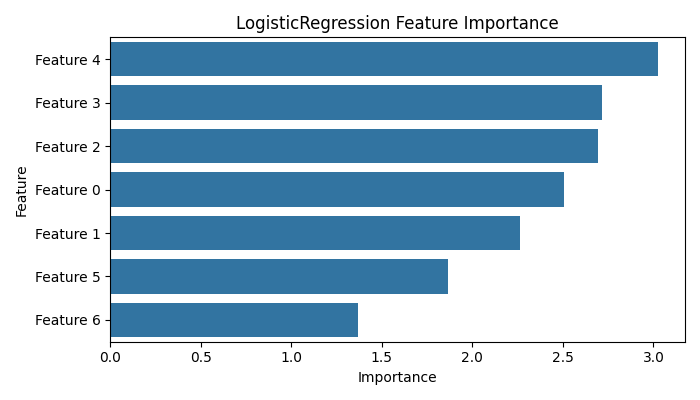 LogisticRegression Feature Importance
Feature 4
Feature 3
Feature 2
Feature 0
Feature 1
Feature 5
Feature 6
Feature
0.0 0.5 1.0 1.5 2.0 2.5 3.0
Importance